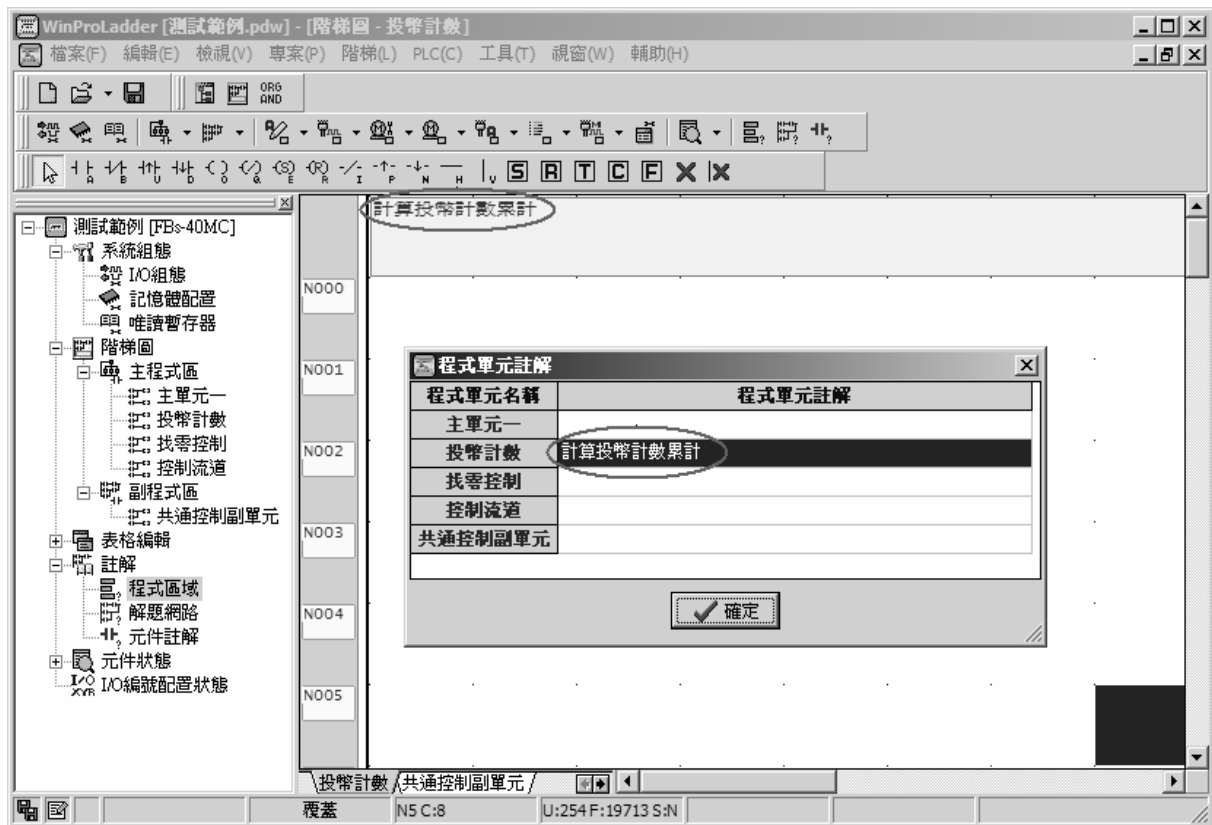 WinProLadder [測試範例.pdw] - [階梯圖 - 投幣計數]
檔案(F) 編輯(E) 檢視(V) 專案(P) 階梯(L) PLC(C) 工具(T) 視窗(W) 輔助(H)
ORG
AND
A B U D O Q E R I P N H V S R T C F
計算投幣計數累計
測試範例 [FBs-40MC]
系統組態
I/O組態
記憶體配置
唯讀暫存器
階梯圖
主程式區
主單元一
投幣計數
找零控制
控制流道
副程式區
共通控制副單元
表格編輯
註解
程式區域
解題網路
元件註解
元件狀態
I/O編號配置狀態
N000
N001
N002
N003
N004
N005
程式單元註解
程式單元名稱 程式單元註解
主單元一
投幣計數 計算投幣計數累計
找零控制
控制流道
共通控制副單元
確定
投幣計數 共通控制副單元
覆蓋 N5 C:8 U:254 F:19713 S:N